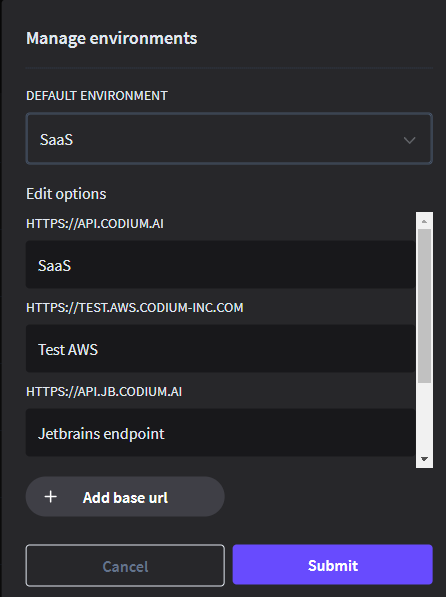 Manage environments
DEFAULT ENVIRONMENT
SaaS
Edit options
HTTPS://API.CODIUM.AI
SaaS
HTTPS://TEST.AWS.CODIUM-INC.COM
Test AWS
HTTPS://API.JB.CODIUM.AI
Jetbrains endpoint
+ Add base url
Cancel
Submit